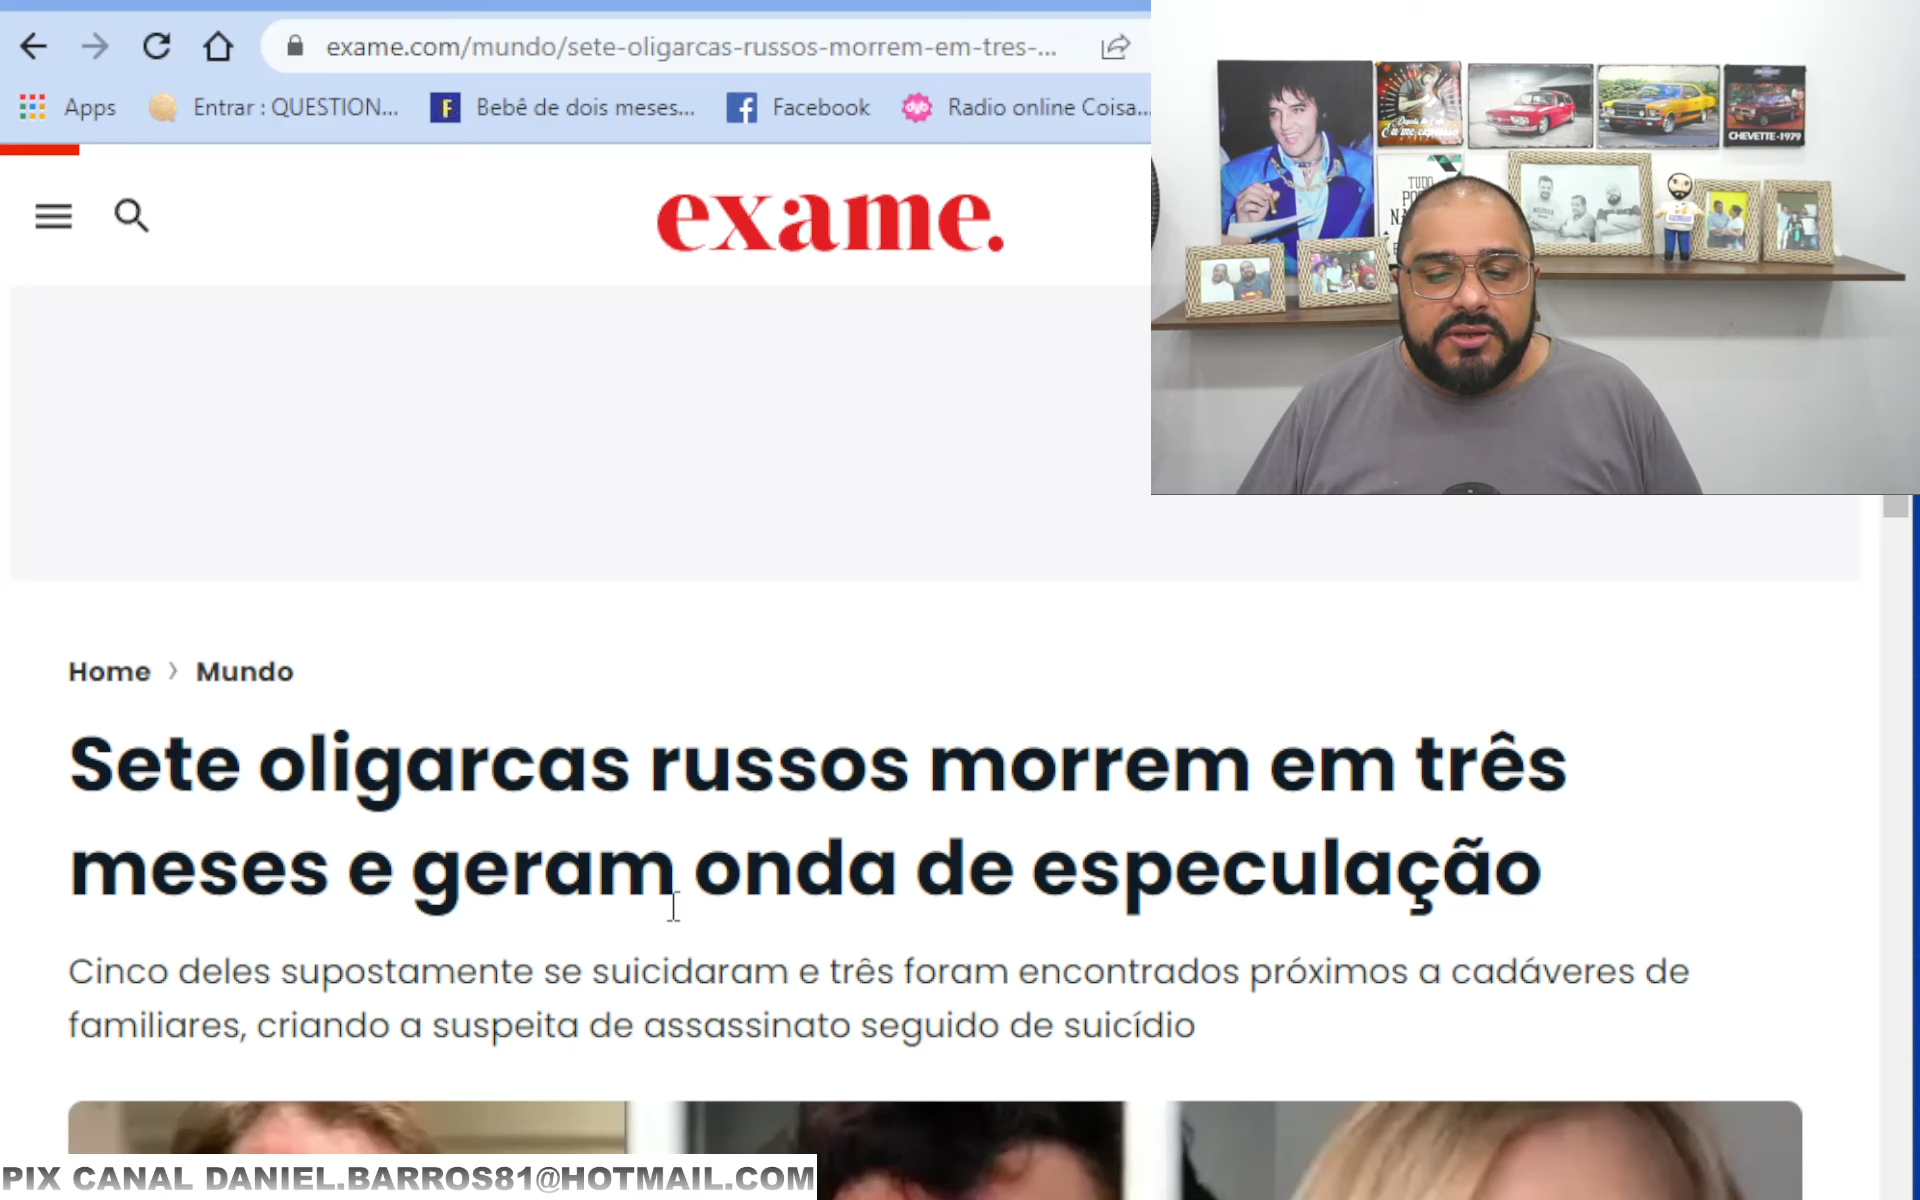 exame.com/mundo/sete-oligarcas-russos-morrem-em-tres-...
Apps
Entrar : QUESTION...
F
Bebê de dois meses...
Facebook
dyb
Radio online Coisa...
exame.
CHEVETTE-1979
TUDO
Home > Mundo
Sete oligarcas russos morrem em três
meses e geram onda de especulação
Cinco deles supostamente se suicidaram e três foram encontrados próximos a cadáveres de
familiares, criando a suspeita de assassinato seguido de suicídio
PIX CANAL DANIEL.BARROS81@HOTMAIL.COM